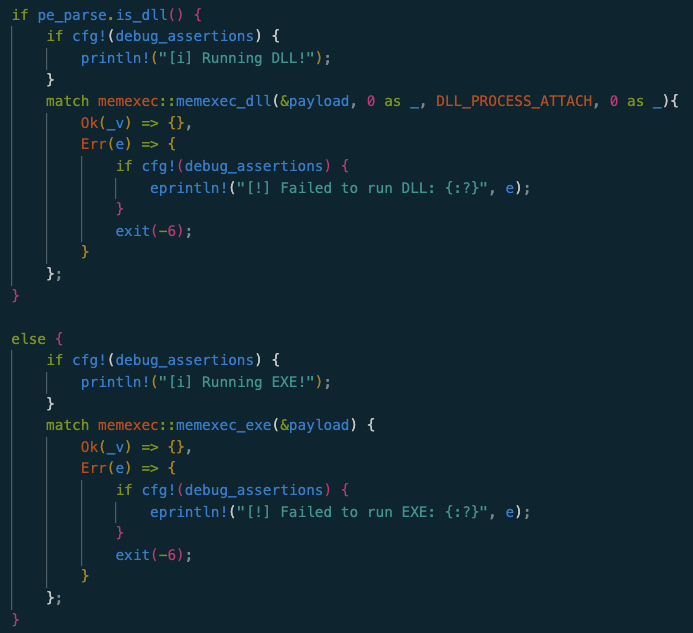 if pe_parse.is_dll() {
    if cfg!(debug_assertions) {
        println!("[i] Running DLL!");
    }
    match memexec::memexec_dll(&payload, 0 as _, DLL_PROCESS_ATTACH, 0 as _){
        Ok(_v) => {},
        Err(e) => {
            if cfg!(debug_assertions) {
                eprintln!("[!] Failed to run DLL: {:?}", e);
            }
            exit(-6);
        }
    };
}

else {
    if cfg!(debug_assertions) {
        println!("[i] Running EXE!");
    }
    match memexec::memexec_exe(&payload) {
        Ok(_v) => {},
        Err(e) => {
            if cfg!(debug_assertions) {
                eprintln!("[!] Failed to run EXE: {:?}", e);
            }
            exit(-6);
        }
    };
}